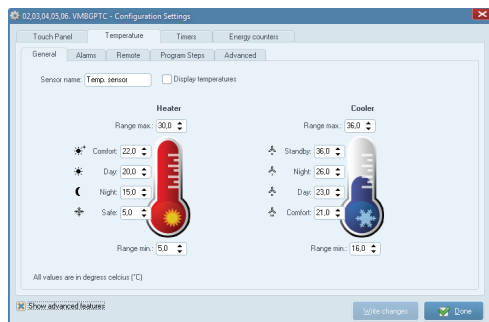 02,03,04,05,06. VMBGPTC - Configuration Settings
Touch Panel Temperature Timers Energy counters
General Alarms Remote Program Steps Advanced
Sensor name: Temp. sensor Display temperatures
Heater Cooler
Range max.: 30,0 Range max.: 36,0
Comfort: 22,0 Standby: 36,0
Day: 20,0 Night: 26,0
Night: 15,0 Day: 23,0
Safe: 5,0 Comfort: 21,0
Range min.: 5,0 Range min.: 16,0
All values are in degress celcius (°C)
Show advanced features Write changes Done